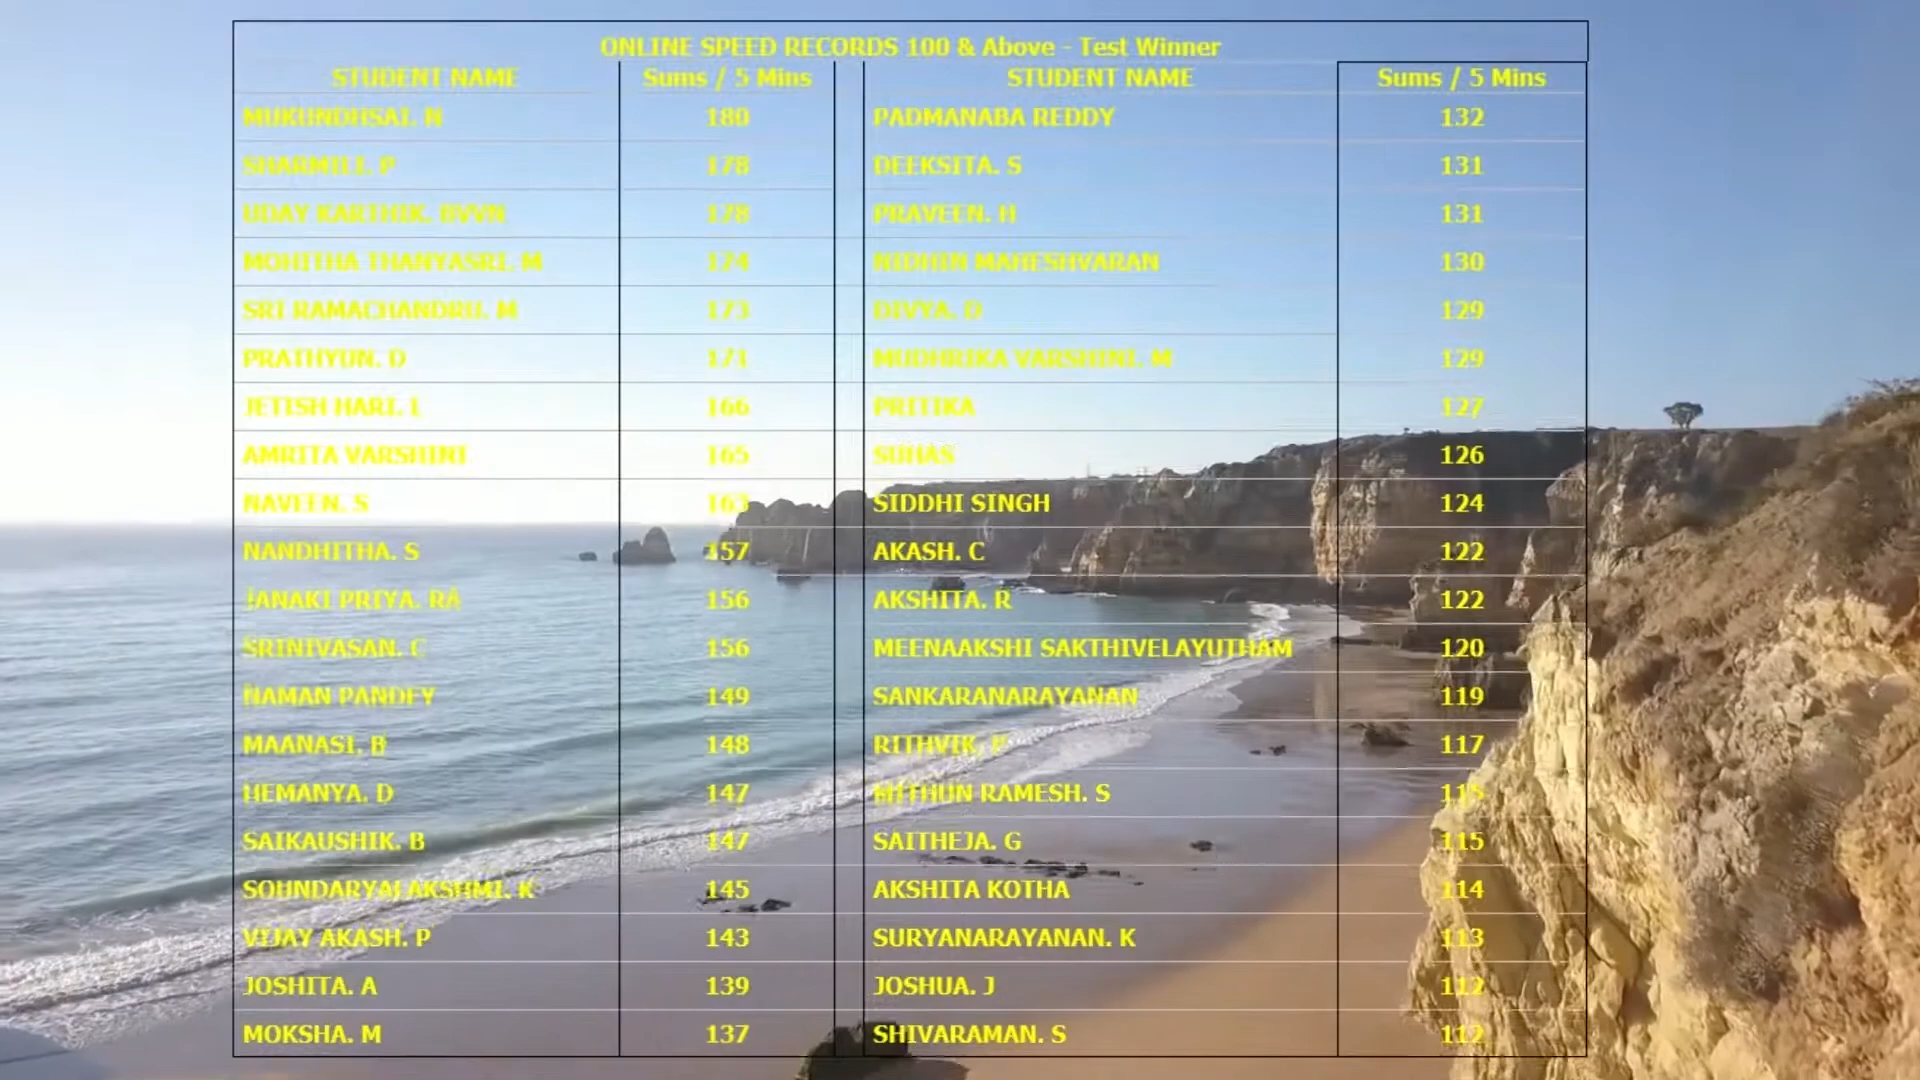 ONLINE SPEED RECORDS 100 & Above - Test Winner
STUDENT NAME Sums / 5 Mins STUDENT NAME Sums / 5 Mins
MUKUNDHSAI. N 180 PADMANABA REDDY 132
SHARMILI. P 178 DEEKSITA. S 131
UDAY KARTHIK. BVVN 178 PRAVEEN. H 131
MOHITHA THANYASRI. M 174 NIDHIN MAHESHVARAN 130
SRI RAMACHANDRU. M 173 DIVYA. D 129
PRATHYUN. D 171 MUDHRIKA VARSHINI. M 129
JETISH HARI. I 166 PRITIKA 127
AMRITA VARSHINI 165 SUHAS 126
NAVEEN. S 163 SIDDHI SINGH 124
NANDHITHA. S 157 AKASH. C 122
JANAKI PRIYA. RA 156 AKSHITA. R 122
SRINIVASAN. C 156 MEENAAKSHI SAKTHIVELAYUTHAM 120
NAMAN PANDEY 149 SANKARANARAYANAN 119
MAANASI. B 148 RITHVIK. 117
HEMANYA. D 147 MITHUN RAMESH. S 115
SAIKAUSHIK. B 147 SAITHEJA. G 115
SOUNDARYALAKSHMI. K 145 AKSHITA KOTHA 114
VIJAY AKASH. P 143 SURYANARAYANAN. K 113
JOSHITA. A 139 JOSHUA. J 112
MOKSHA. M 137 SHIVARAMAN. S 112